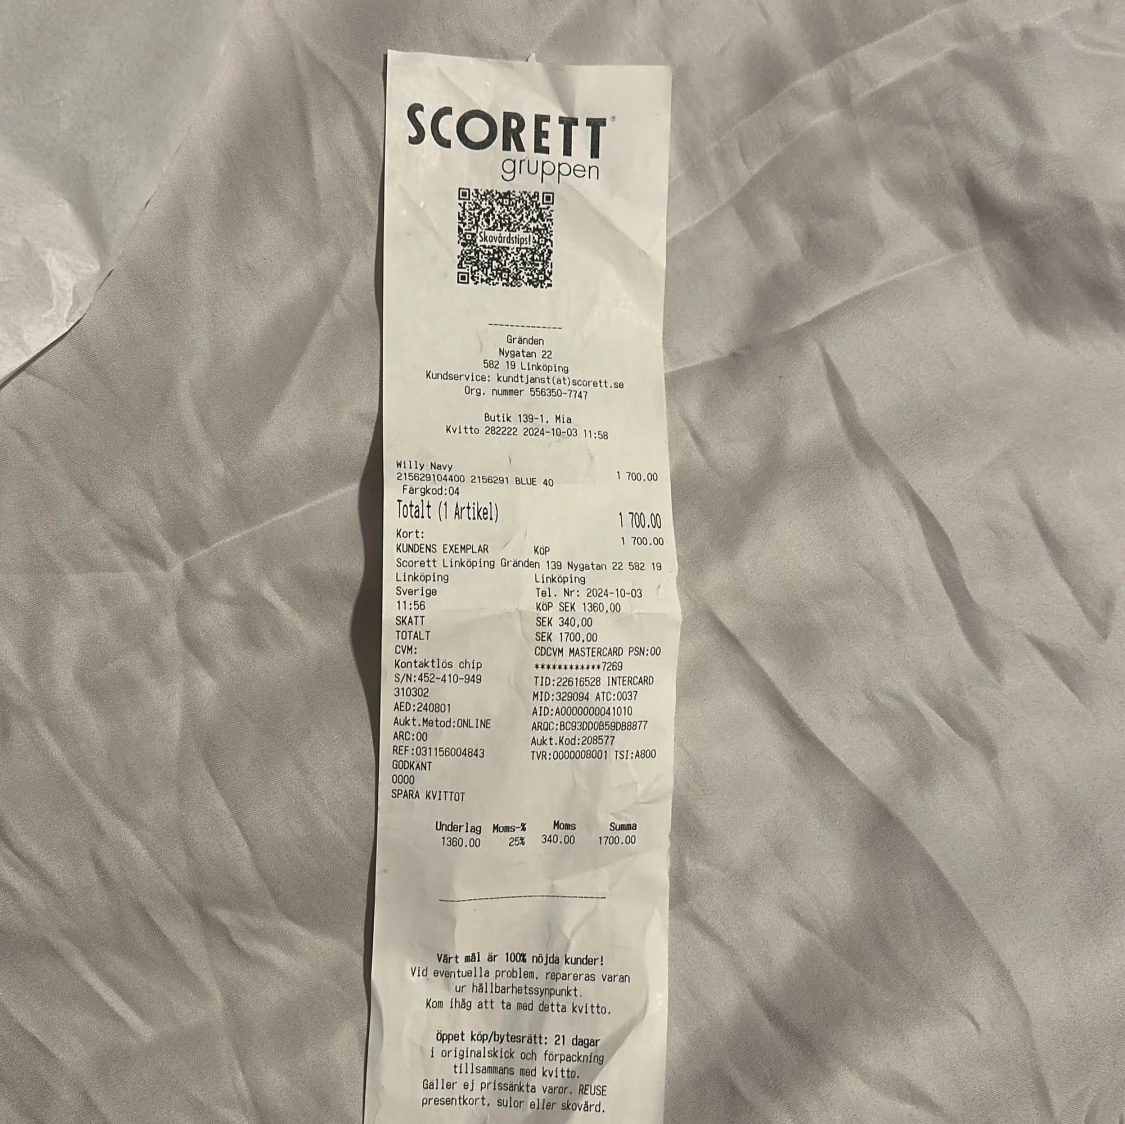 SCORETT
gruppen
Skovårdstips!
Gränden
Nygatan 22
582 19 Linköping
Kundservice: kundtjanst(at)scorett.se
Org. nummer 556350-7747
Butik 139-1, Mia
Kvitto 282222 2024-10-03 11:58
Willy Navy
215629104400 2156291 BLUE 40 1 700.00
Färgkod:04
Totalt (1 Artikel) 1 700.00
Kort: 1 700.00
KUNDENS EXEMPLAR KÖP
Scorett Linköping Gränden 139 Nygatan 22 582 19
Linköping Linköping
Sverige Tel. Nr: 2024-10-03
11:56 KÖP SEK 1360,00
SKATT SEK 340,00
TOTALT SEK 1700,00
CVM: CDCVM MASTERCARD PSN:00
Kontaktlös chip ************7269
S/N:452-410-949 TID:22616528 INTERCARD
310302 MID:329094 ATC:0037
AED:240801 AID:A0000000041010
Aukt.Metod:ONLINE ARQC:BC93DD0B59DB8877
ARC:00 Aukt.Kod:208577
REF:031156004843 TVR:0000008001 TSI:A800
GODKÄNT
0000
SPARA KVITTOT
Underlag Moms-% Moms Summa
1360.00 25% 340.00 1700.00
Vårt mål är 100% nöjda kunder!
Vid eventuella problem, repareras varan
ur hållbarhetssynpunkt.
Kom ihåg att ta med detta kvitto.
öppet köp/bytesrätt: 21 dagar
i originalskick och förpackning
tillsammans med kvitto.
Gäller ej prissänkta varor, REUSE
presentkort, sulor eller skovård.